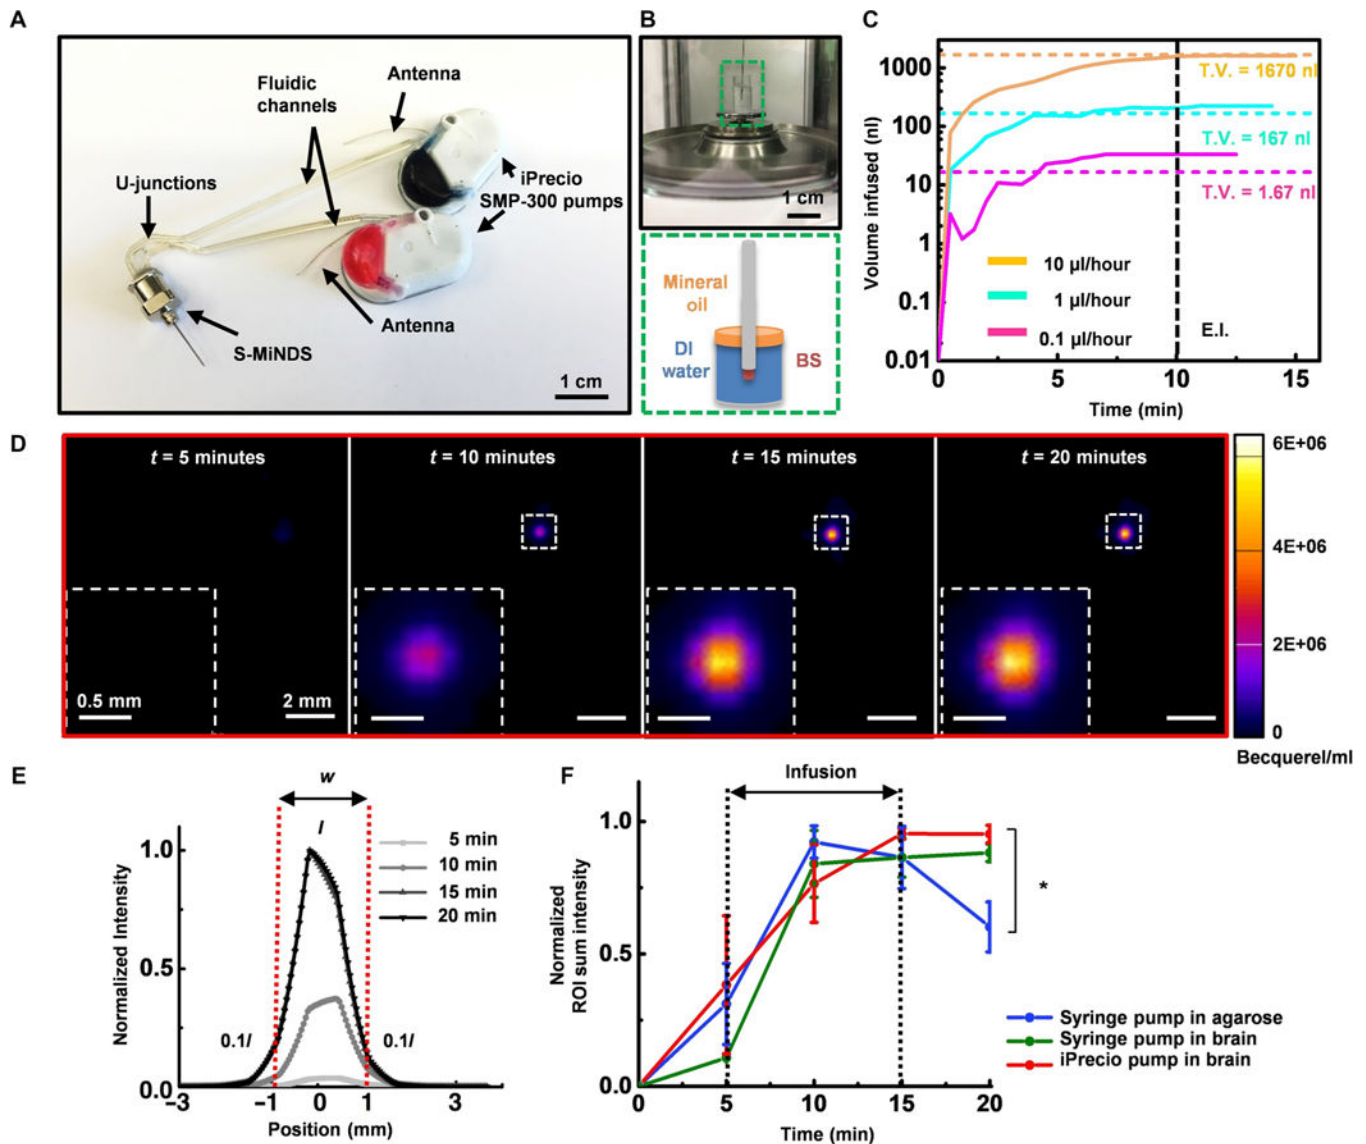 A
Antenna
Fluidic
channels
U-junctions
iPrecio
SMP-300 pumps
S-MiNDS
Antenna
1 cm
B
1 cm
Mineral
oil
DI
water
BS
C
Volume infused (nl)
1000
100
10
1
0.1
0.01
T.V. = 1670 nl
T.V. = 167 nl
T.V. = 1.67 nl
10 µl/hour
1 µl/hour
0.1 µl/hour
E.I.
0 5 10 15
Time (min)
D
t = 5 minutes
t = 10 minutes
t = 15 minutes
t = 20 minutes
0.5 mm
2 mm
6E+06
4E+06
2E+06
0
Becquerel/ml
E
w
I
5 min
10 min
15 min
20 min
Normalized Intensity
1.0
0.5
0.0
0.1I
0.1I
−3 −1 0 1 3
Position (mm)
F
Infusion
Normalized
ROI sum intensity
1.0
0.5
0.0
*
Syringe pump in agarose
Syringe pump in brain
iPrecio pump in brain
0 5 10 15 20
Time (min)